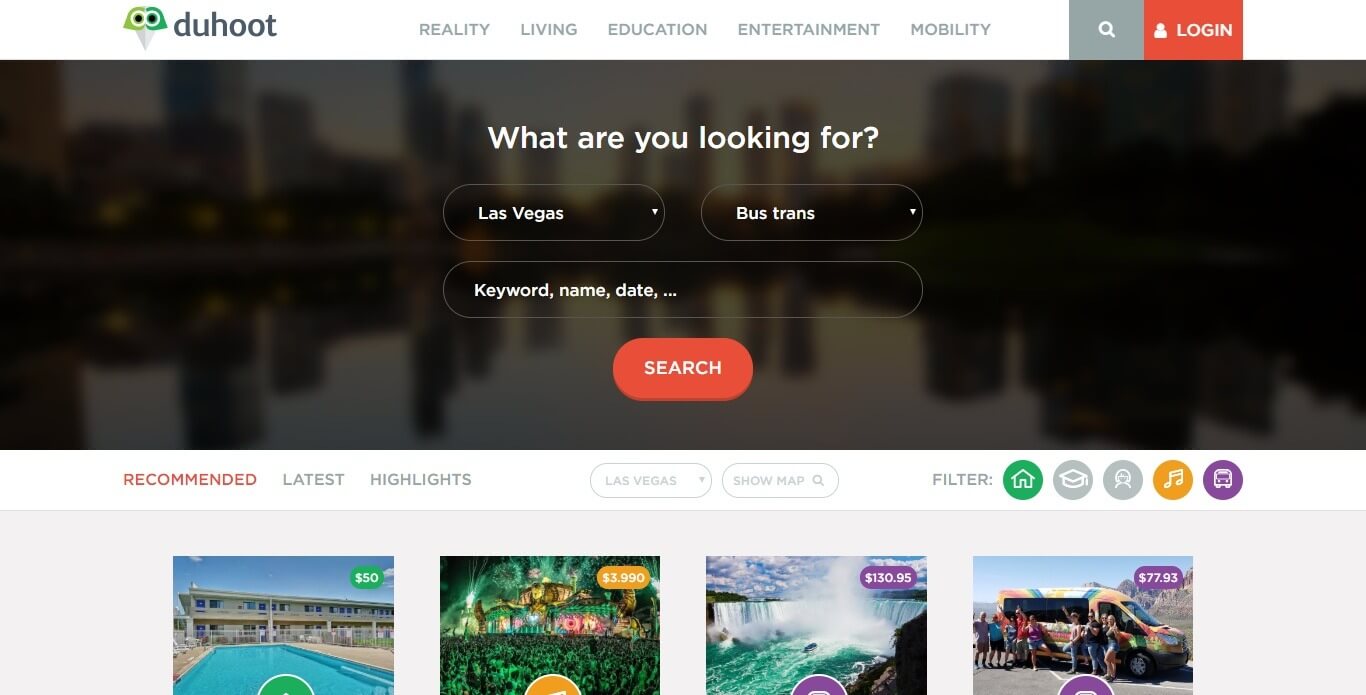 duhoot
REALITY LIVING EDUCATION ENTERTAINMENT MOBILITY
LOGIN
What are you looking for?
Las Vegas
Bus trans
Keyword, name, date, ...
SEARCH
RECOMMENDED LATEST HIGHLIGHTS
LAS VEGAS
SHOW MAP
FILTER:
$50
$3.990
$130.95
$77.93